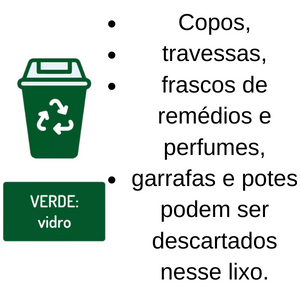 Copos,
travessas,
frascos de
remédios e
perfumes,
garrafas e potes
podem ser
descartados
nesse lixo.
VERDE:
vidro